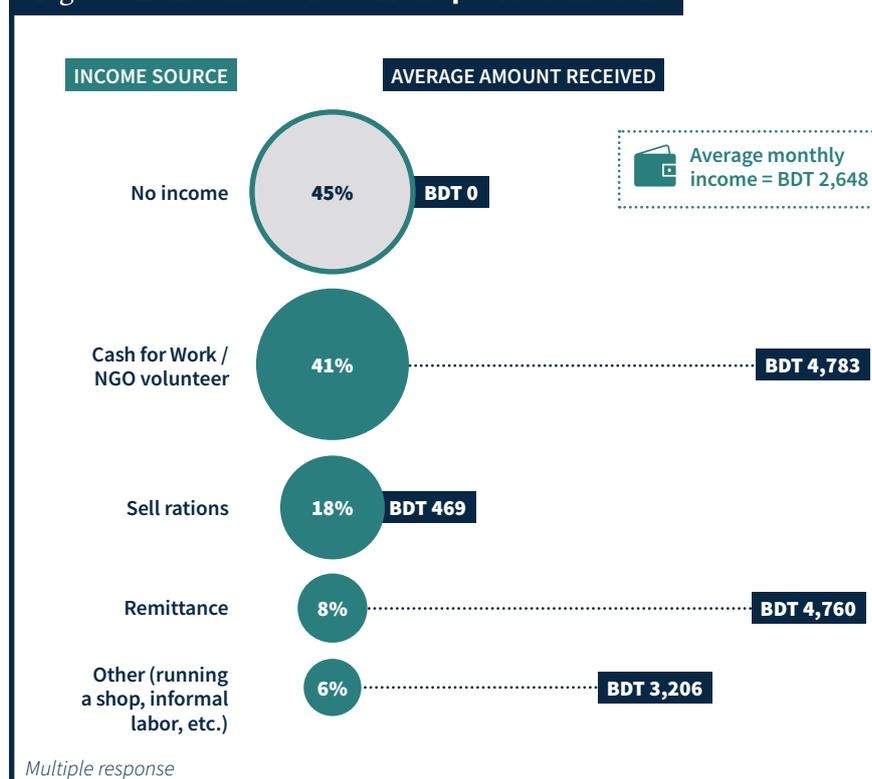 INCOME SOURCE
AVERAGE AMOUNT RECEIVED
Average monthly
income = BDT 2,648
No income
45%
BDT 0
Cash for Work /
NGO volunteer
41%
BDT 4,783
Sell rations
18%
BDT 469
Remittance
8%
BDT 4,760
Other (running
a shop, informal
labor, etc.)
6%
BDT 3,206
Multiple response